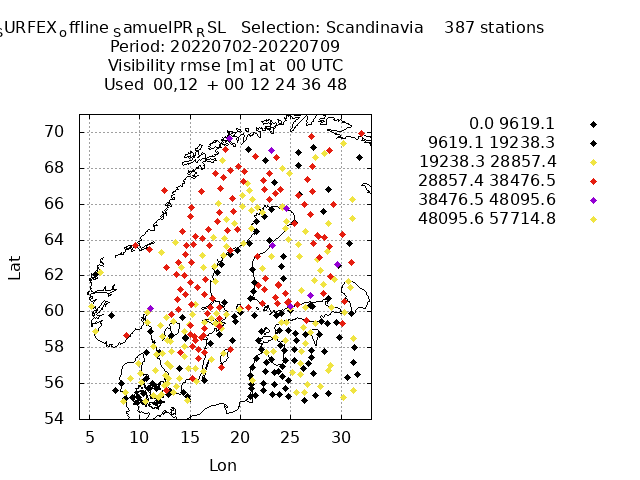 SURFEXoffline SamuelPRRSL   Selection: Scandinavia    387 stations
Period: 20220702-20220709
Visibility rmse [m] at  00 UTC
Used  00,12  + 00 12 24 36 48
0.0 9619.1
9619.1 19238.3
19238.3 28857.4
28857.4 38476.5
38476.5 48095.6
48095.6 57714.8
Lat
70
68
66
64
62
60
58
56
54
5 10 15 20 25 30
Lon